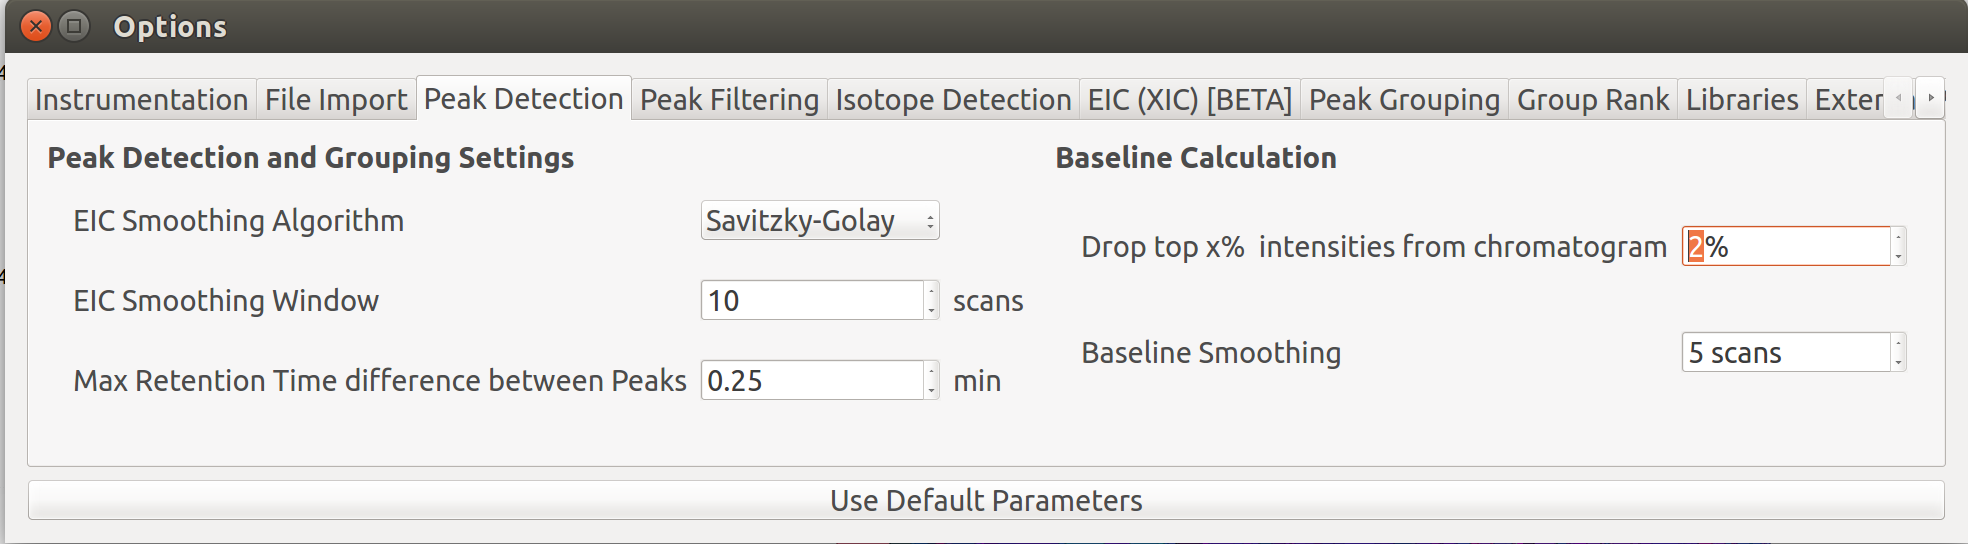 Options
Instrumentation File Import Peak Detection Peak Filtering Isotope Detection EIC (XIC) [BETA] Peak Grouping Group Rank Libraries
Peak Detection and Grouping Settings
EIC Smoothing Algorithm Savitzky-Golay
EIC Smoothing Window 10 scans
Max Retention Time difference between Peaks 0.25 min
Baseline Calculation
Drop top x% intensities from chromatogram 2%
Baseline Smoothing 5 scans
Use Default Parameters